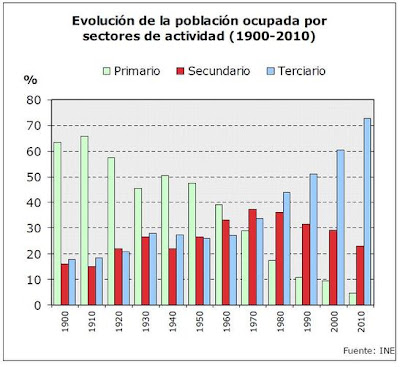 Evolución de la población ocupada por
sectores de actividad (1900-2010)
Primario Secundario Terciario
%
80
70
60
50
40
30
20
10
0
1900 1910 1920 1930 1940 1950 1960 1970 1980 1990 2000 2010
Fuente: INE